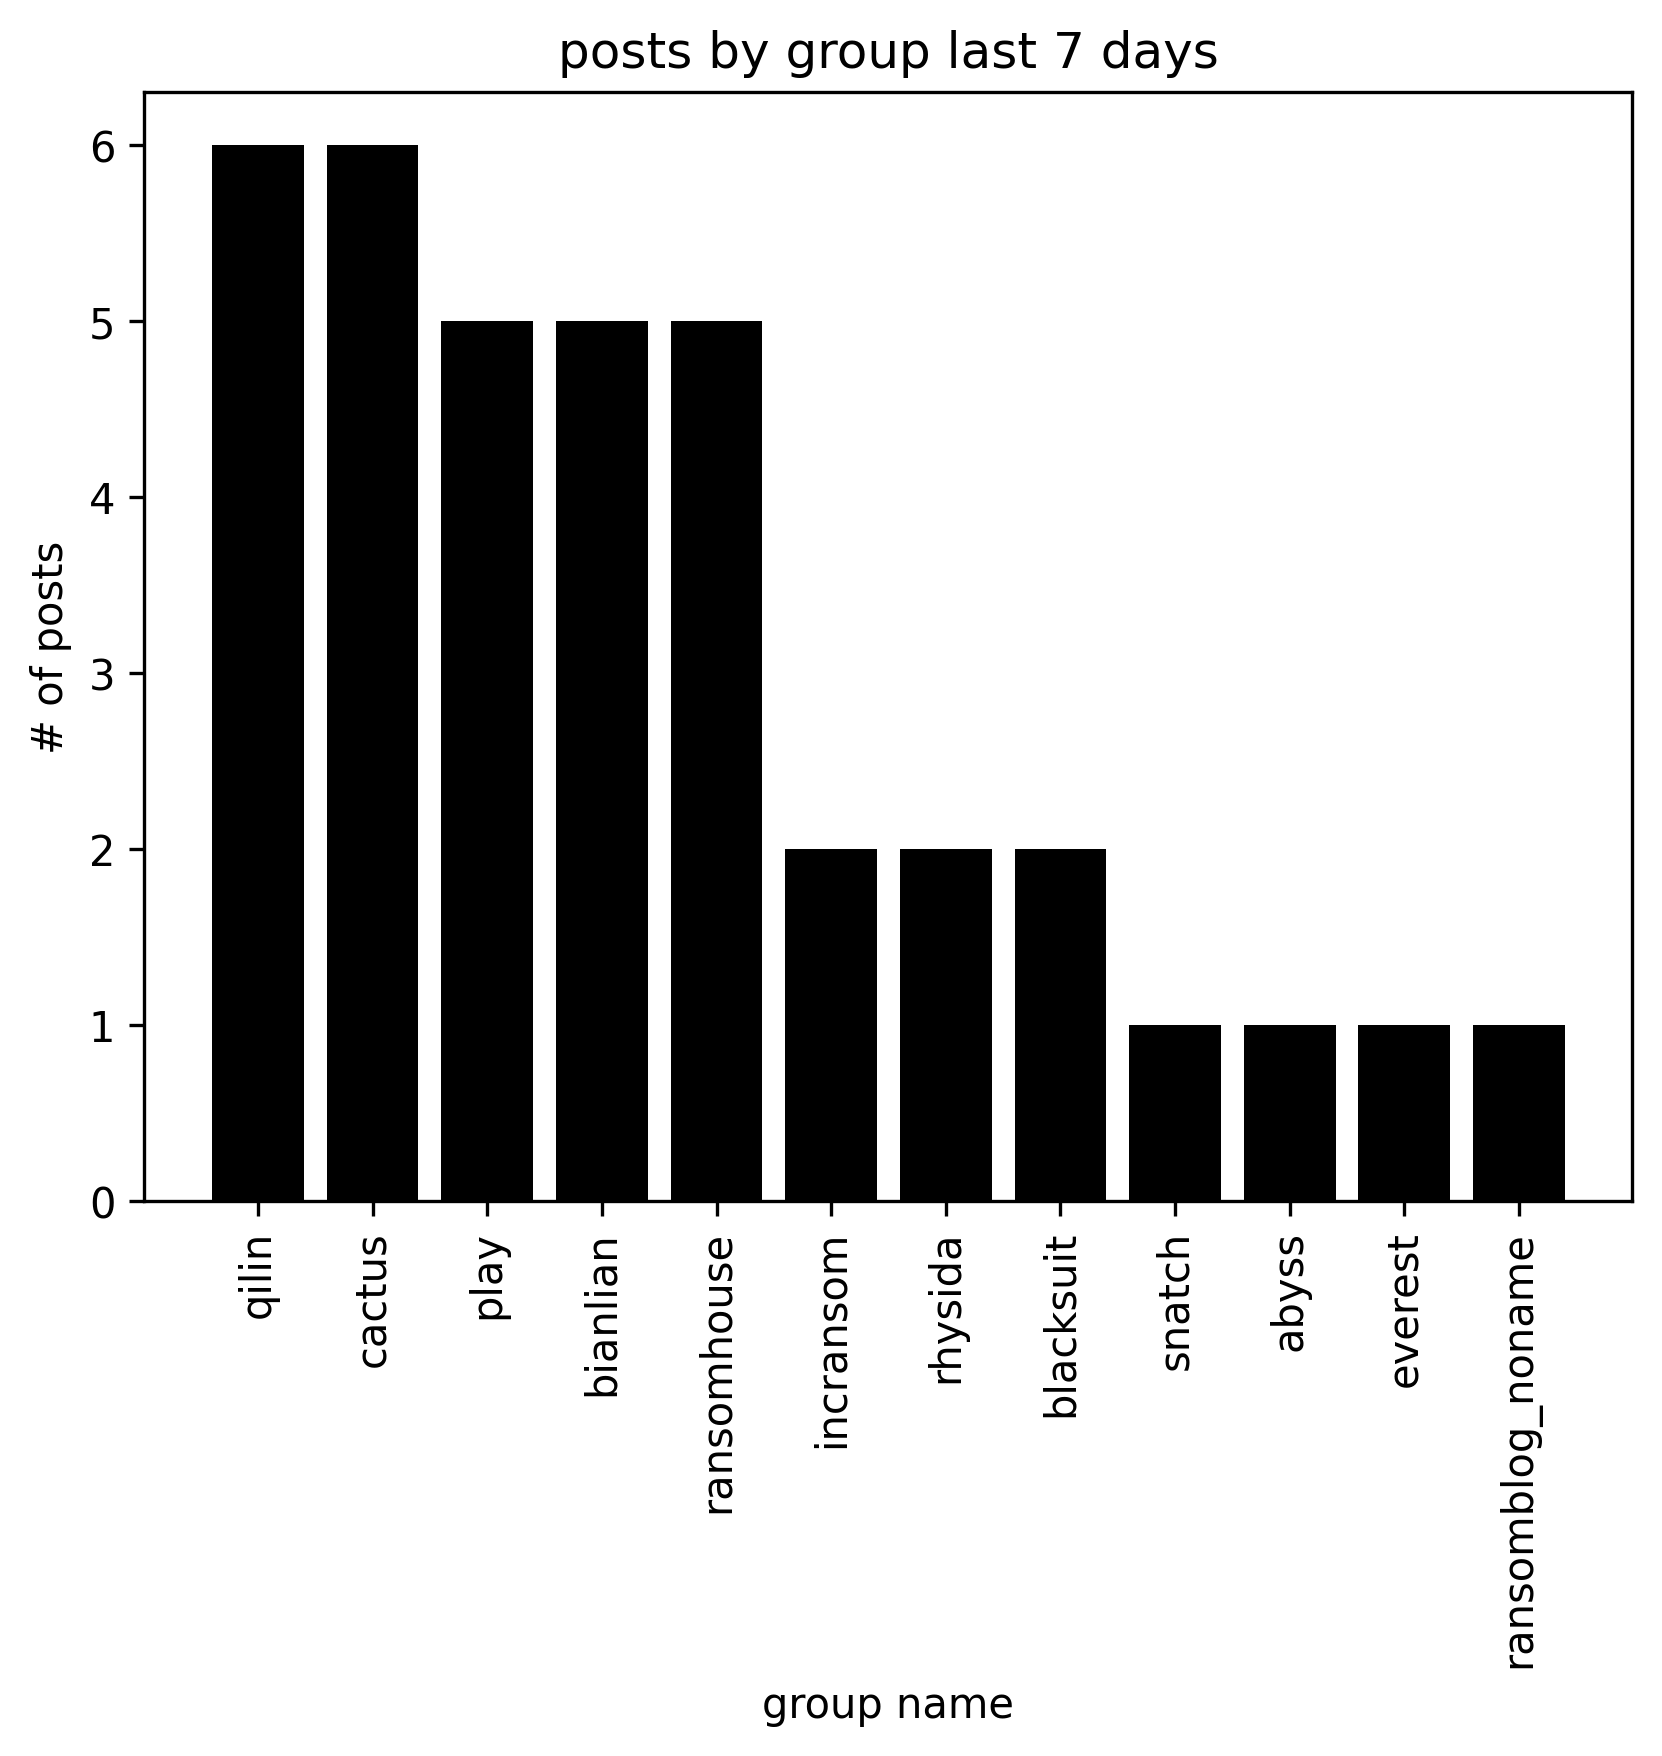 posts by group last 7 days
# of posts
6
5
4
3
2
1
0
qilin
cactus
play
bianlian
ransomhouse
incransom
rhysida
blacksuit
snatch
abyss
everest
ransomblog_noname
group name